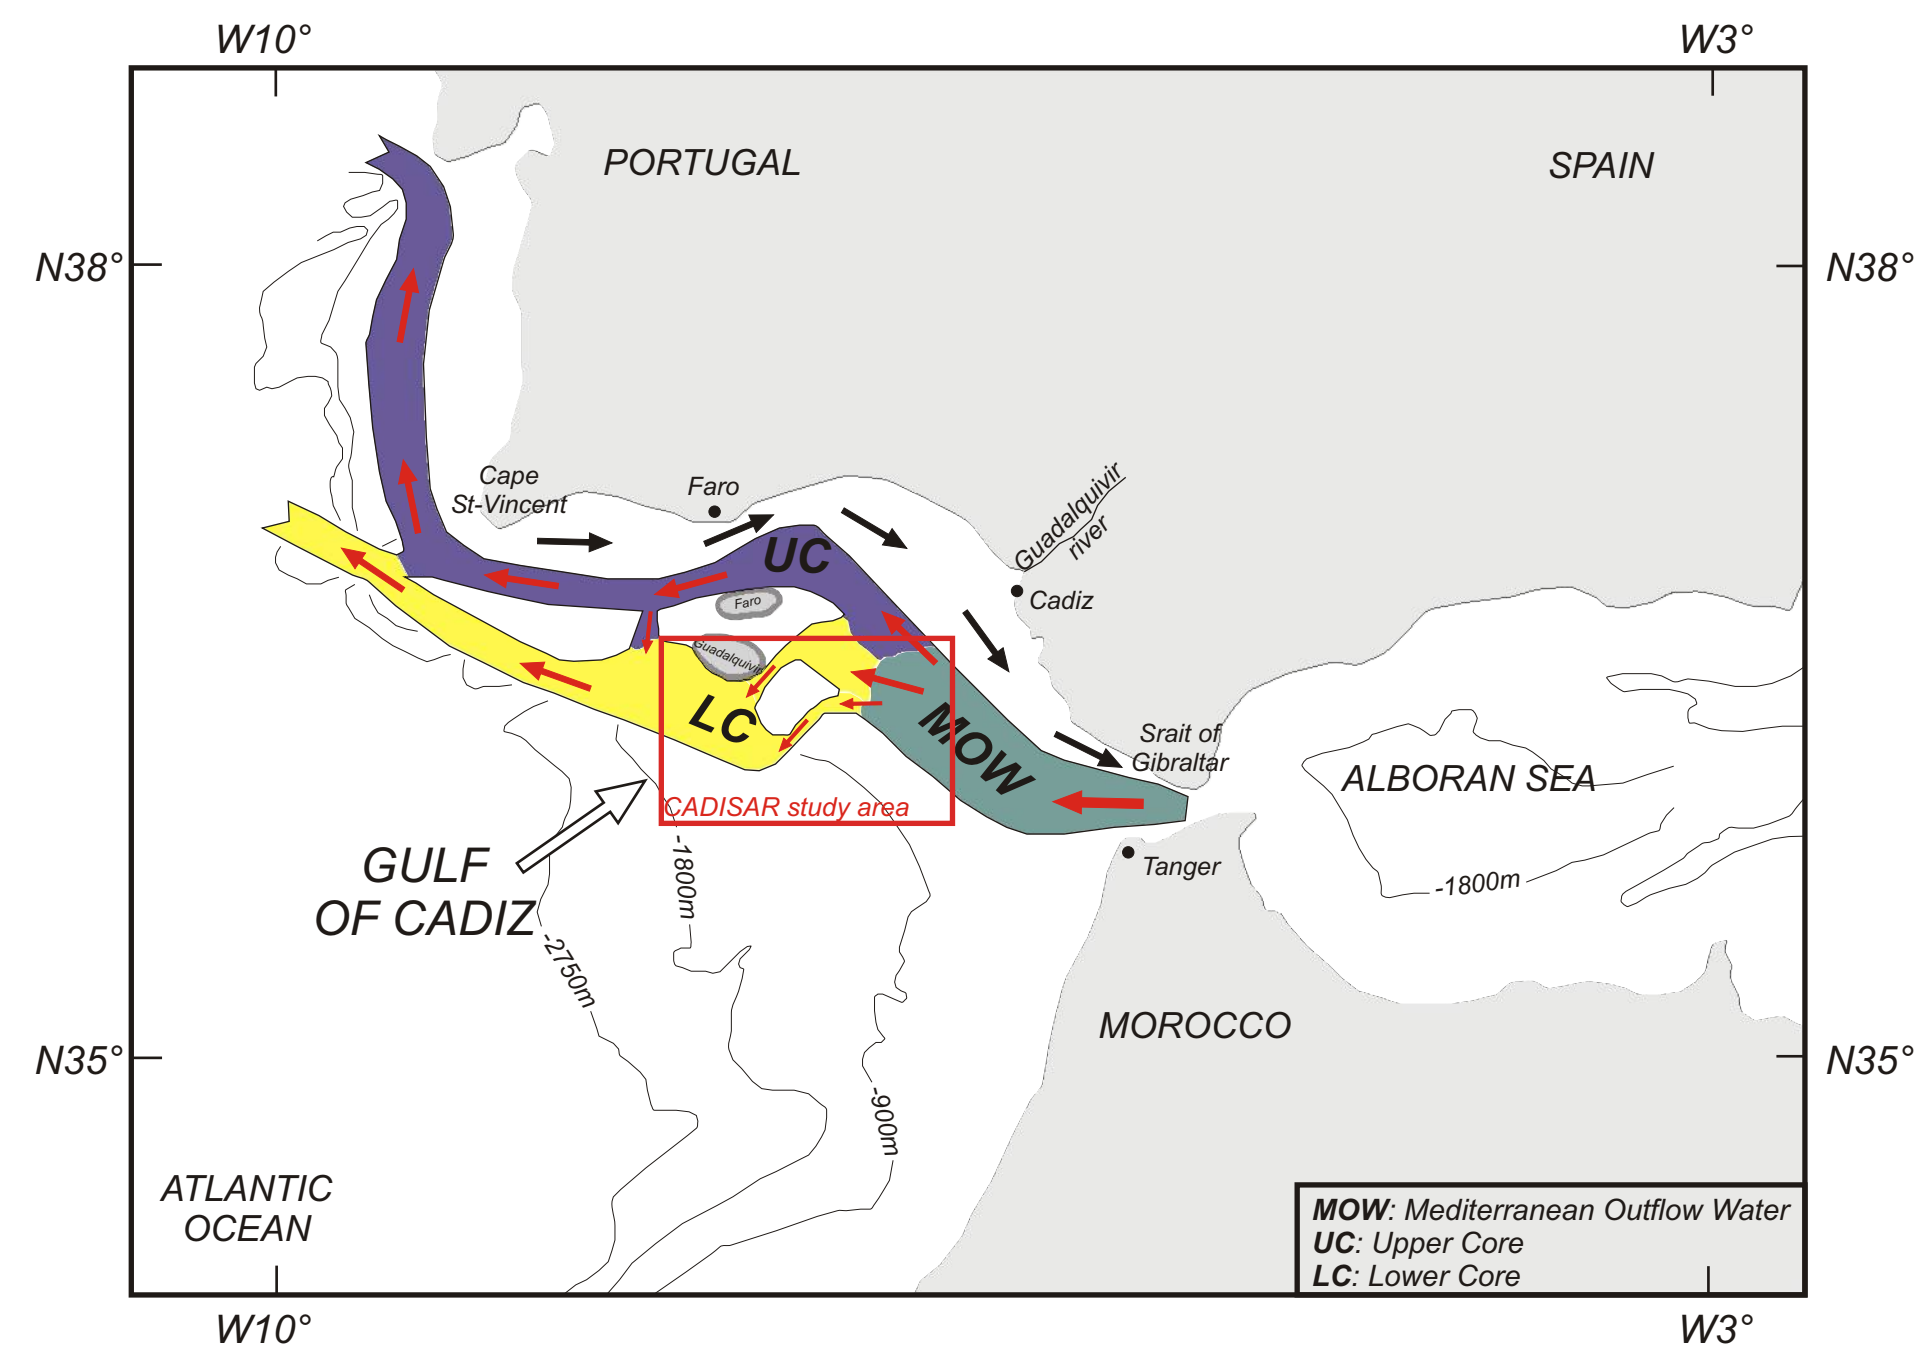 W10°
W3°
PORTUGAL
SPAIN
N38°
N38°
Cape
St-Vincent
Faro
Guadalquivir
river
UC
Cadiz
Faro
Guadalquivir
LC
MOW
Srait of
Gibraltar
ALBORAN SEA
CADISAR study area
GULF
OF CADIZ
-1800m
Tanger
-1800m
-2750m
MOROCCO
N35°
N35°
-900m
ATLANTIC
OCEAN
MOW: Mediterranean Outflow Water
UC: Upper Core
LC: Lower Core
W10°
W3°